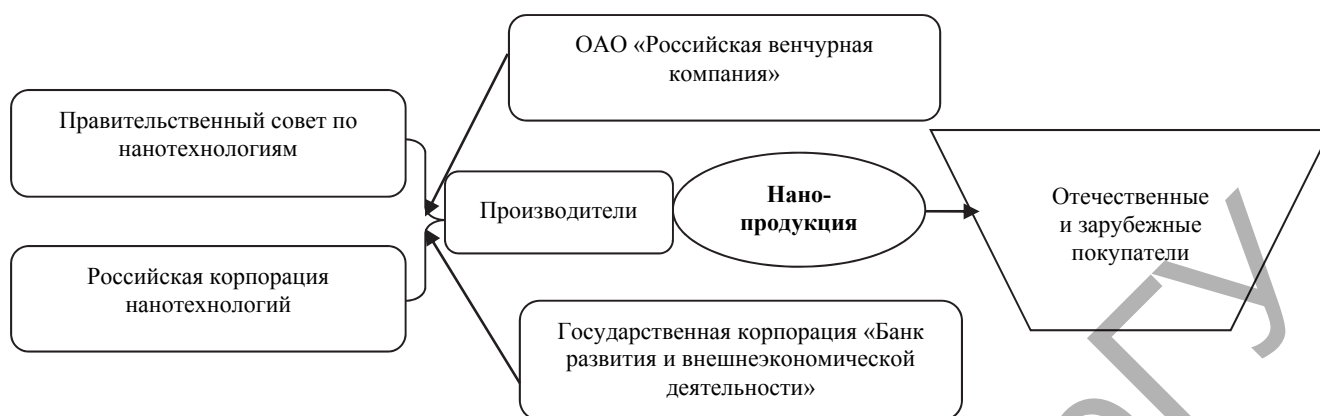 ОАО «Российская венчурная
компания»
Правительственный совет по
нанотехнологиям
Производители
Нано-
продукция
Отечественные
и зарубежные
покупатели
Российская корпорация
нанотехнологий
Государственная корпорация «Банк
развития и внешнеэкономической
деятельности»